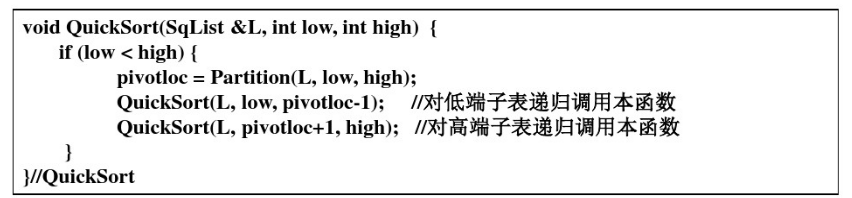 void QuickSort(SqList &L, int low, int high) {
if (low < high) {
pivotloc = Partition(L, low, high);
QuickSort(L, low, pivotloc-1); //对低端子表递归调用本函数
QuickSort(L, pivotloc+1, high); //对高端子表递归调用本函数
}
}//QuickSort